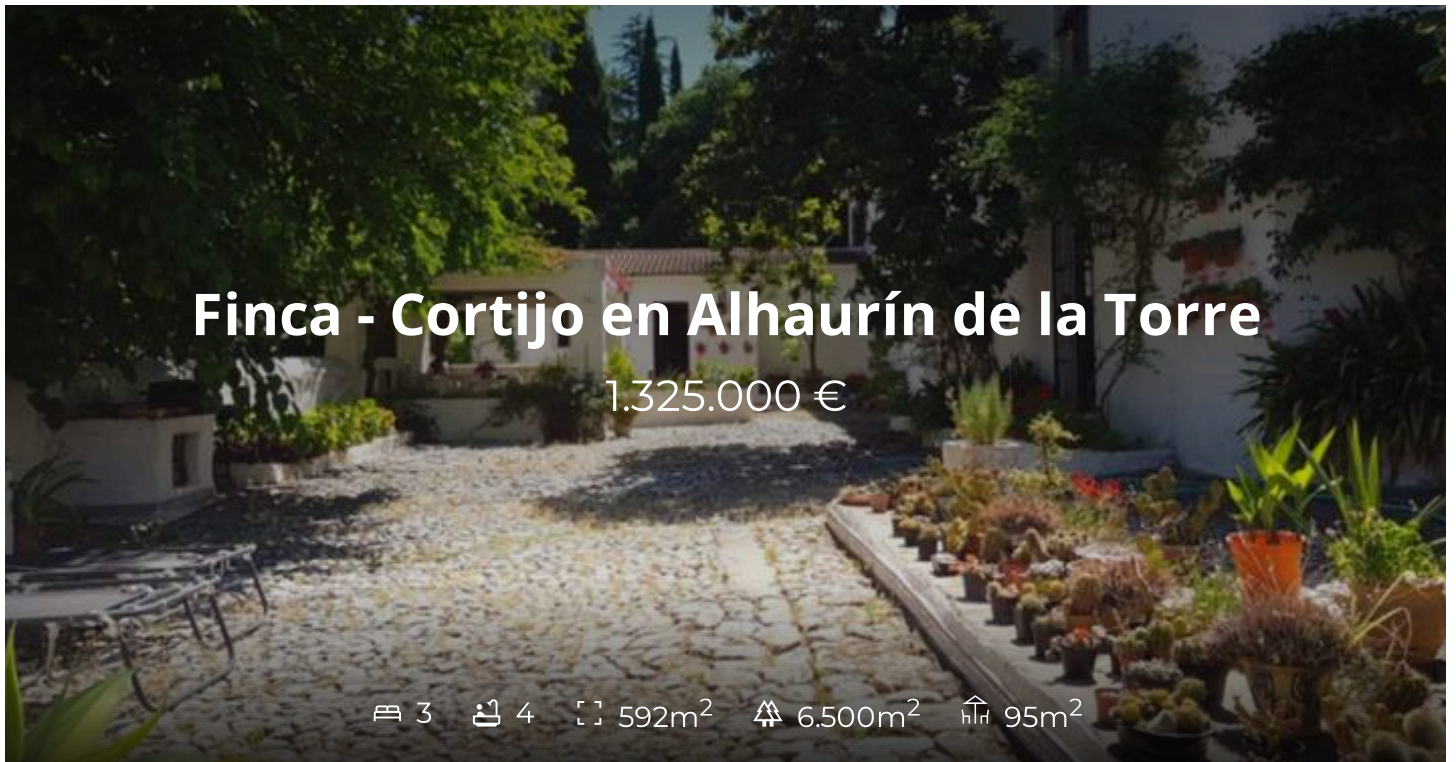 Finca - Cortijo en Alhaurín de la Torre
1.325.000 €
3 4 592m² 6.500m² 95m²